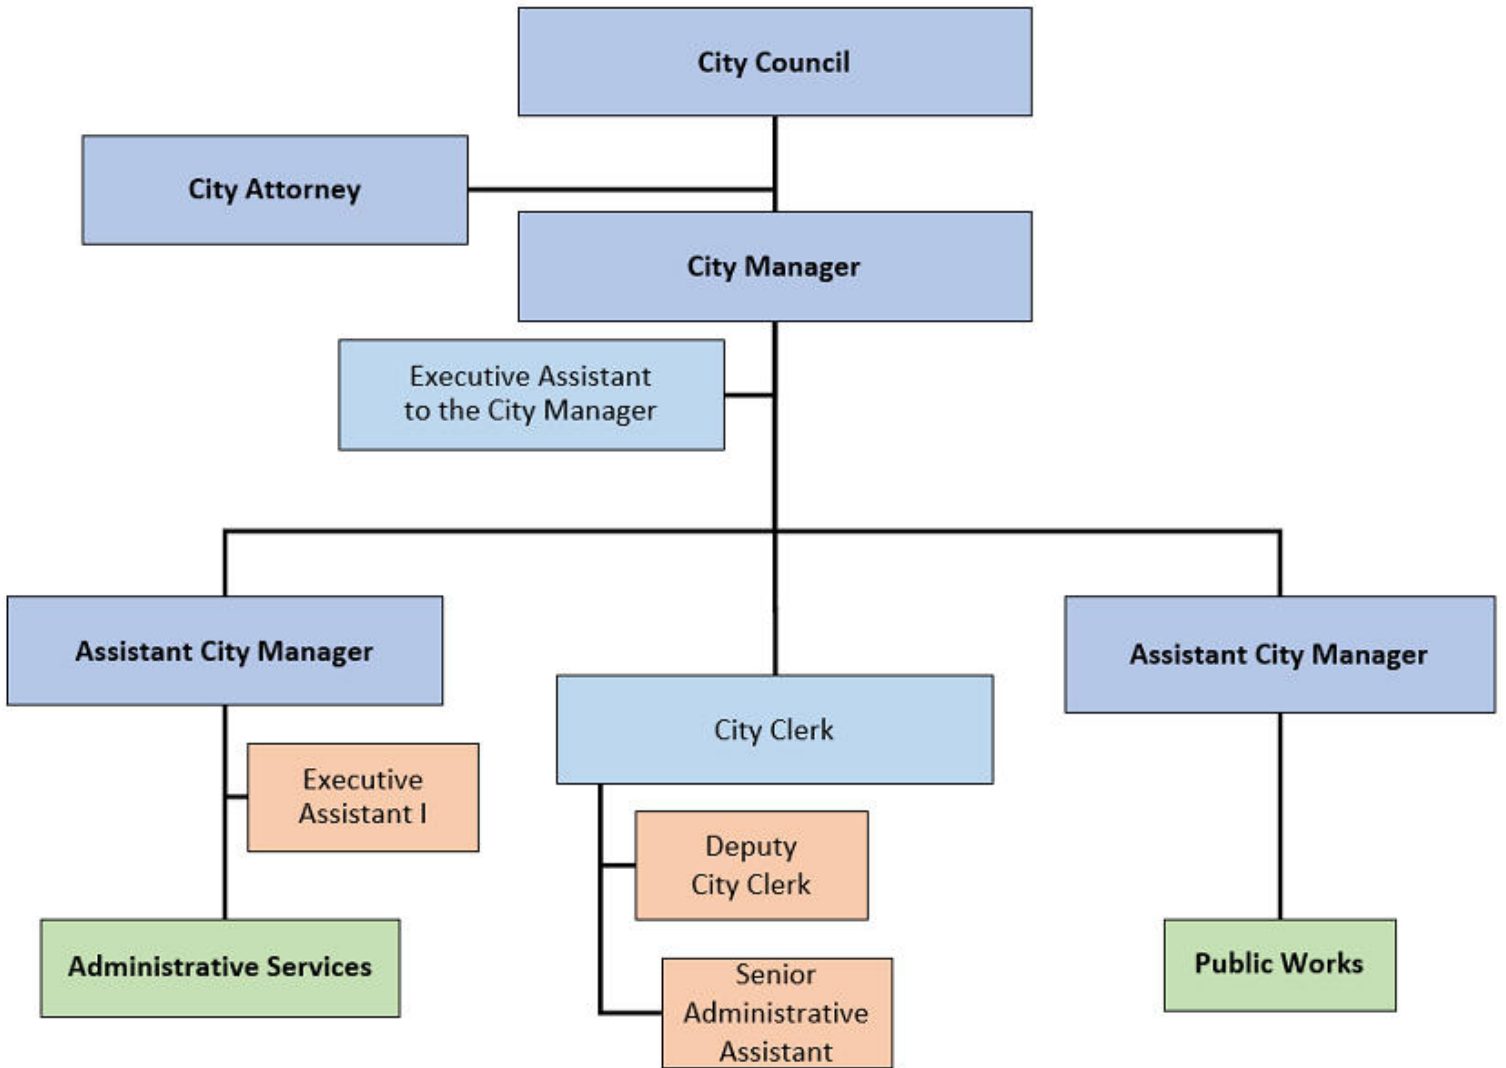 City Council
City Attorney
City Manager
Executive Assistant
to the City Manager
Assistant City Manager
Assistant City Manager
City Clerk
Executive
Assistant I
Deputy
City Clerk
Administrative Services
Public Works
Senior
Administrative
Assistant